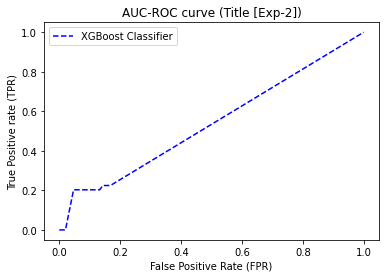 AUC-ROC curve (Title [Exp-2])
XGBoost Classifier
True Positive rate (TPR)
1.0
0.8
0.6
0.4
0.2
0.0
0.0 0.2 0.4 0.6 0.8 1.0
False Positive Rate (FPR)